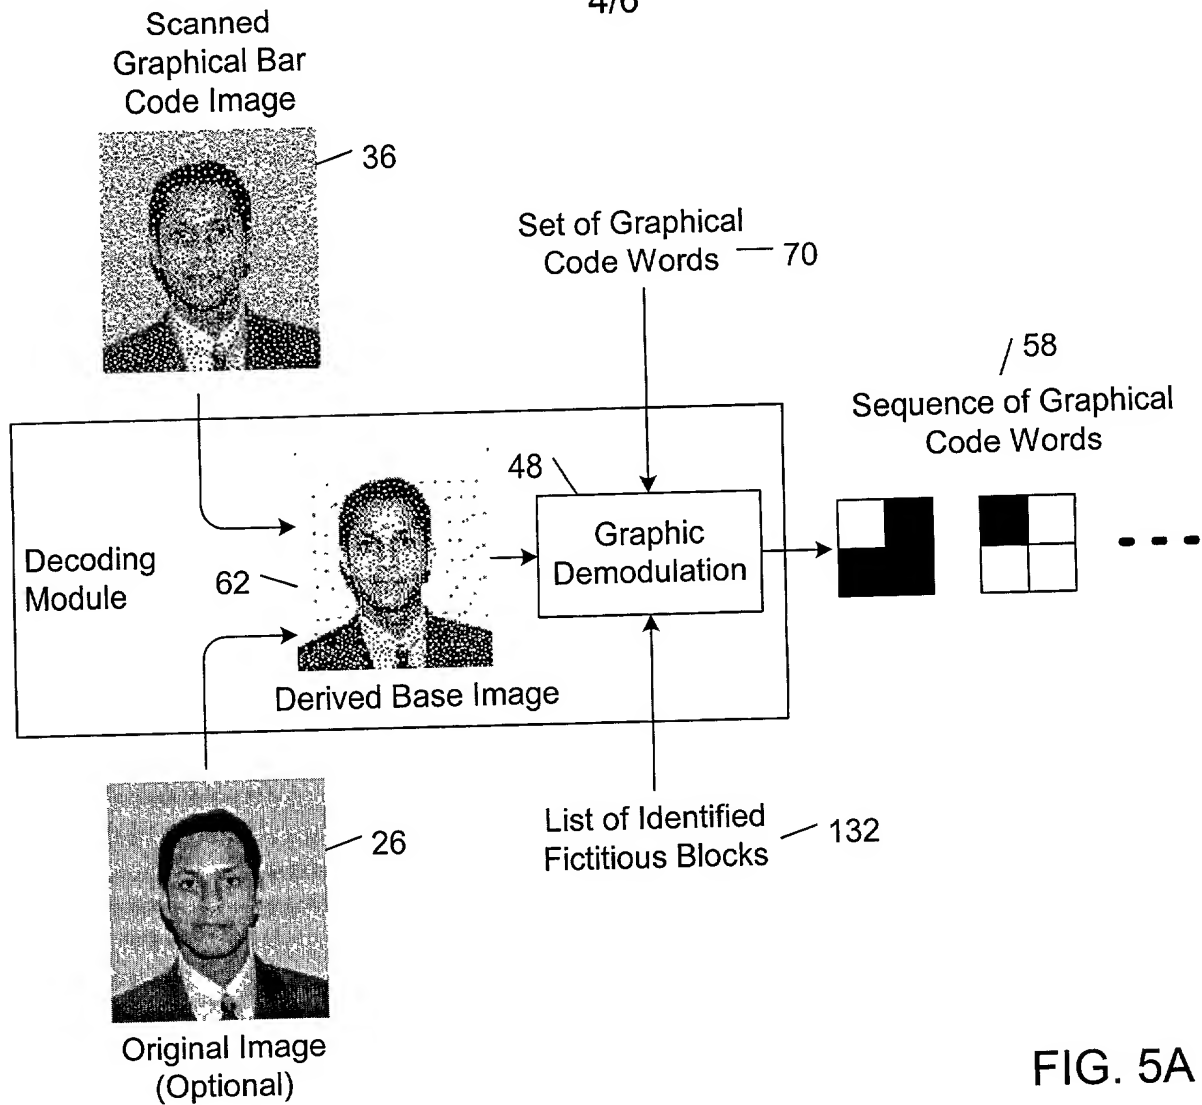 4/6
Scanned
Graphical Bar
Code Image
36
Set of Graphical
Code Words
70
58
Sequence of Graphical
Code Words
48
Graphic
Demodulation
Decoding
Module
62
Derived Base Image
List of Identified
Fictitious Blocks
132
26
Original Image
(Optional)
FIG. 5A